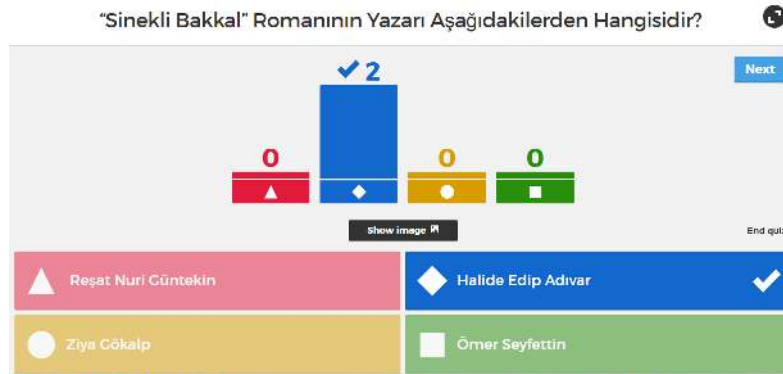 "Sinekli Bakkal" Romanının Yazarı Aşağıdakilerden Hangisidir?
2
Next
0
0
0
Show image
End quiz
Reşat Nuri Güntekin
Halide Edip Adıvar
Ziya Gökalp
Ömer Seyfettin